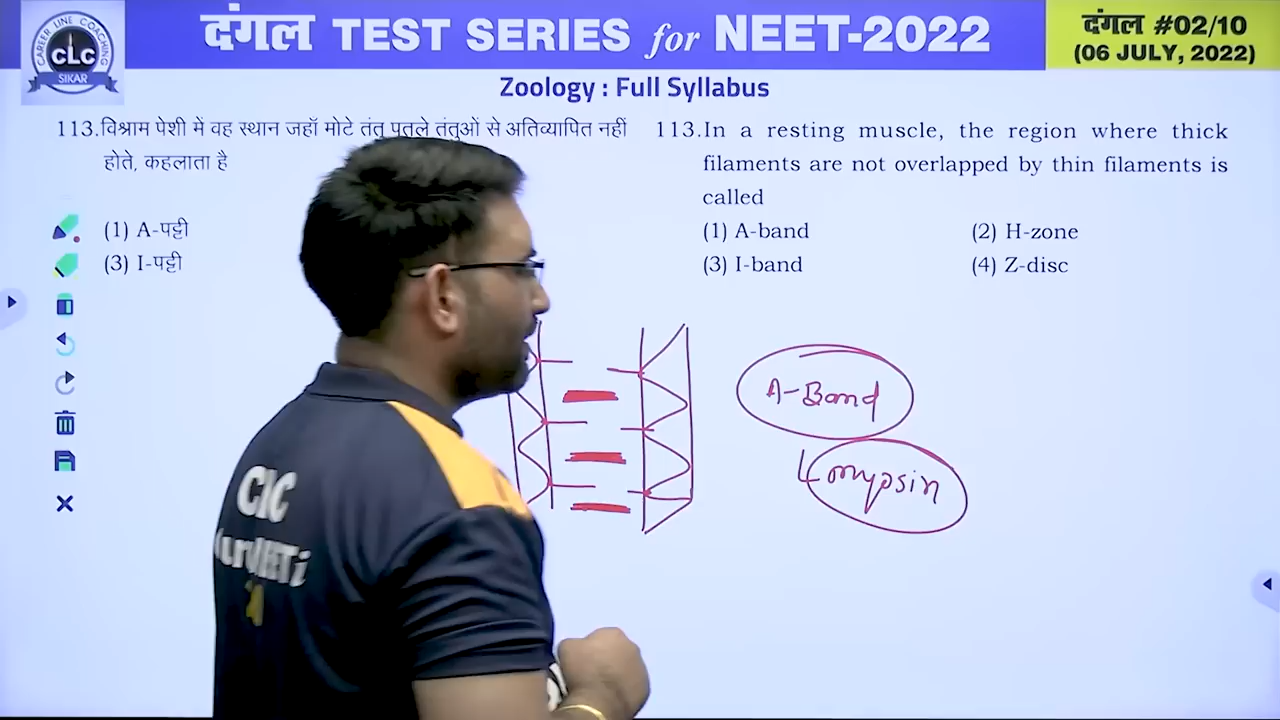 दंगल TEST SERIES for NEET-2022
दंगल #02/10
(06 JULY, 2022)
CAREER LINE COACHING
CLC
SIKAR
Zoology : Full Syllabus
113.विश्राम पेशी में वह स्थान जहाँ मोटे तंतु पतले तंतुओं से अतिव्यापित नहीं
होते, कहलाता है
(1) A-पट्टी
(3) I-पट्टी
113.In a resting muscle, the region where thick
filaments are not overlapped by thin filaments is
called
(1) A-band (2) H-zone
(3) I-band (4) Z-disc
A-Band
myosin
CLC